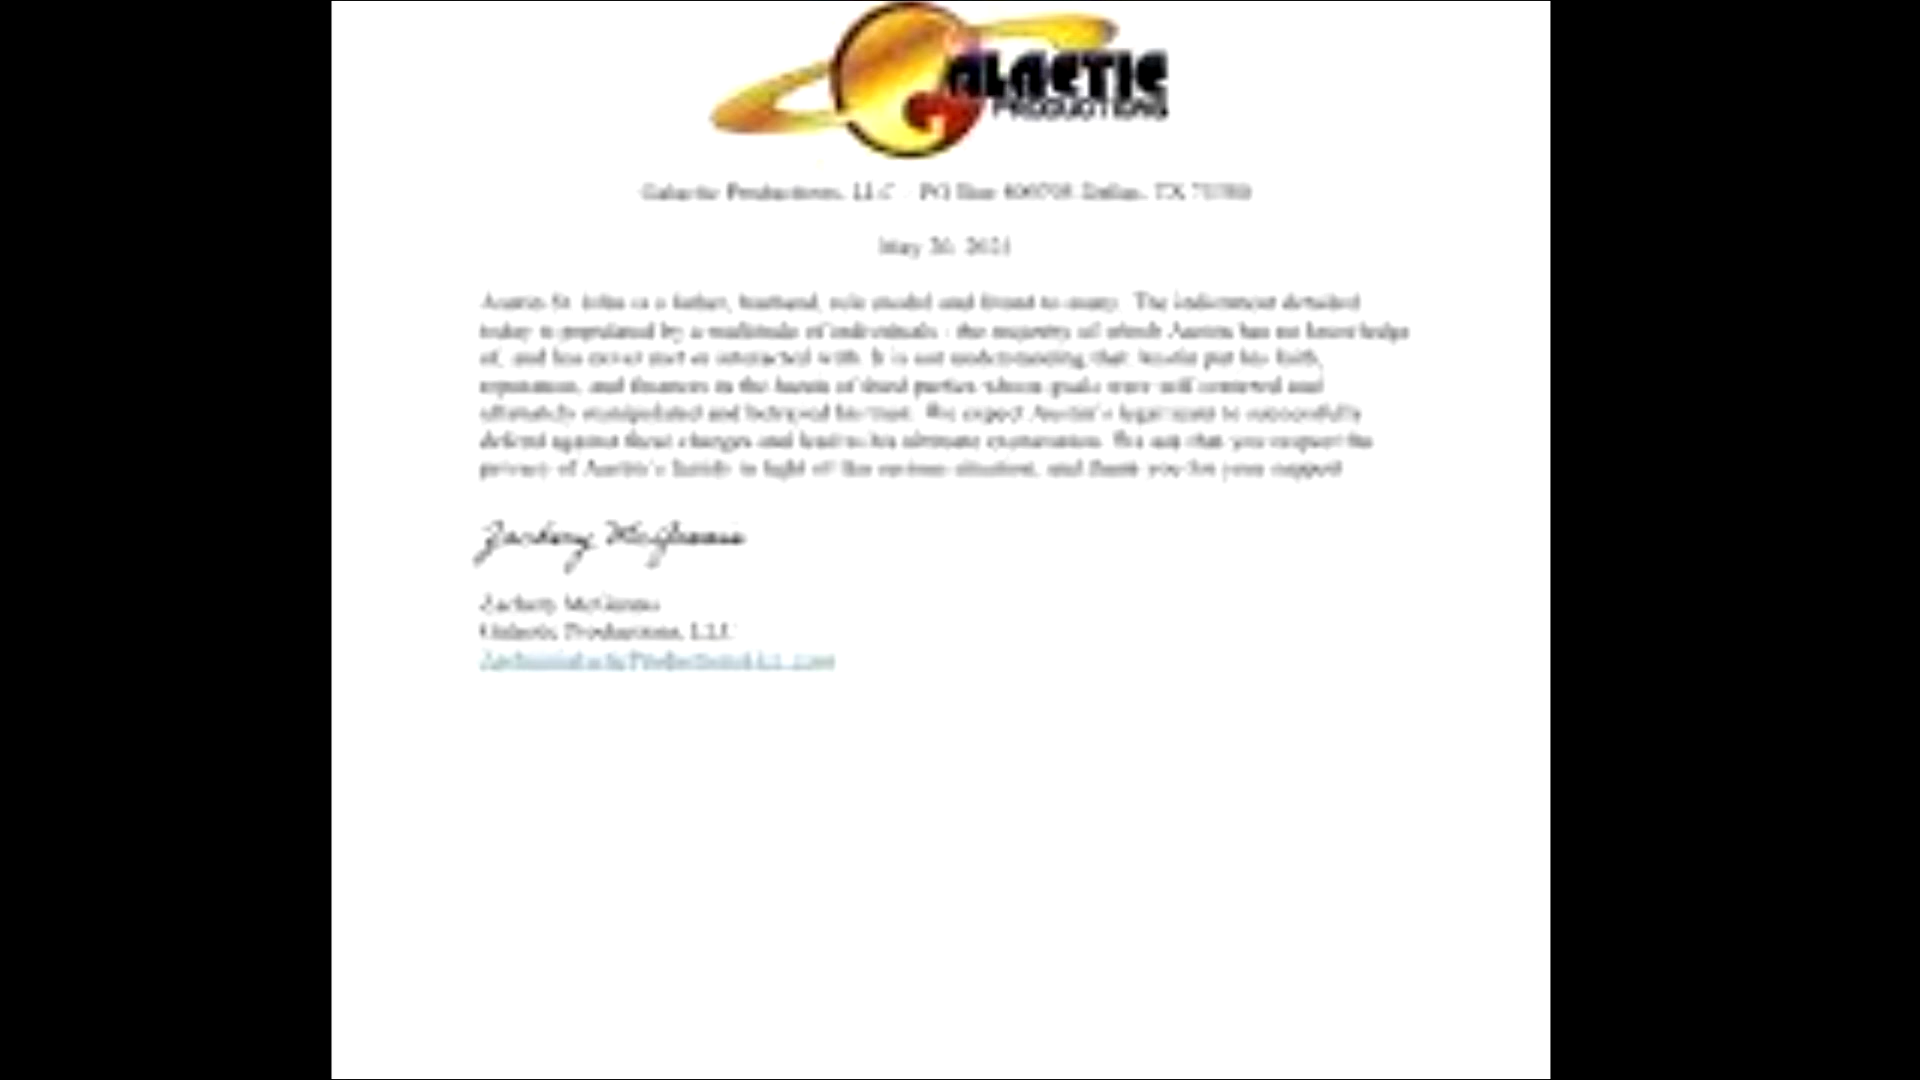 GALACTIC
PRODUCTIONS
Galactic Productions, LLC - PO Box Dallas, TX
May
Austin St. John is a father, husband, role model and friend to many. The indictment detailed
today is populated by a multitude of individuals - the majority of which Austin has no knowledge
of, and has never met or interacted with. It is our understanding that Austin put his faith,
reputation, and finances in the hands of third parties whose goals were self centered and
ultimately manipulated and betrayed his trust. We expect Austin's legal team to successfully
defend against these charges and lead to his ultimate exoneration. We ask that you respect the
privacy of Austin's family in light of this situation, and thank you for your support
Zachery McGinnis
Zachery McGinnis
Galactic Productions, LLC